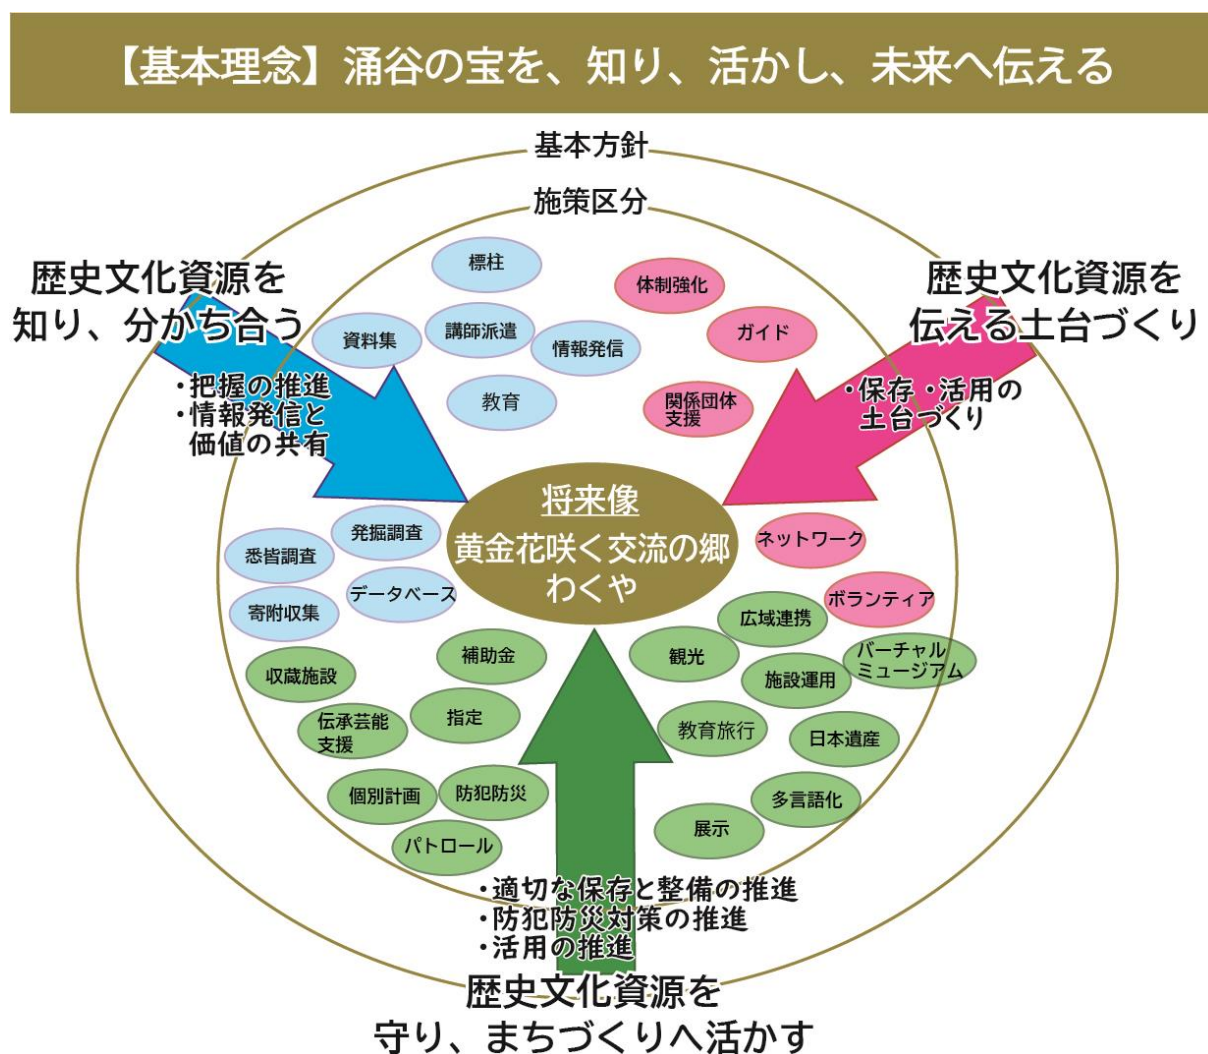 【基本理念】涌谷の宝を、知り、活かし、未来へ伝える
基本方針
施策区分
歴史文化資源を
知り、分かち合う
・把握の推進
・情報発信と
価値の共有
歴史文化資源を
伝える土台づくり
・保存・活用の
土台づくり
標柱
資料集
講師派遣
情報発信
教育
体制強化
ガイド
関係団体
支援
将来像
黄金花咲く交流の郷
わくや
発掘調査
悉皆調査
データベース
寄附収集
ネットワーク
ボランティア
収蔵施設
補助金
伝承芸能
支援
指定
個別計画
防犯防災
パトロール
広域連携
観光
施設運用
バーチャル
ミュージアム
教育旅行
日本遺産
多言語化
展示
・適切な保存と整備の推進
・防犯防災対策の推進
・活用の推進
歴史文化資源を
守り、まちづくりへ活かす